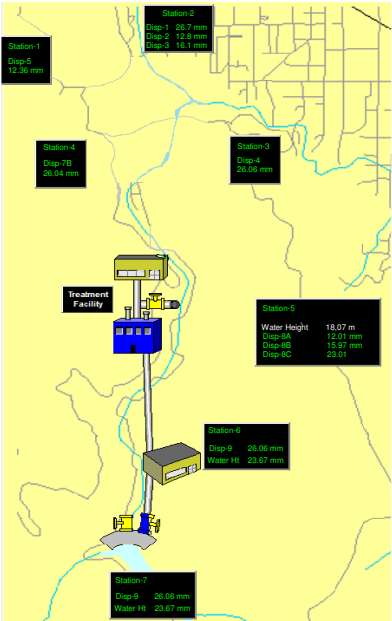 Station-2
Disp-1 26.7 mm
Disp-2 12.8 mm
Disp-3 16.1 mm
Station-1
Disp-5
12.36 mm
Station-4
Disp-7B
26.04 mm
Station-3
Disp-4
26.06 mm
Treatment
Facility
Station-5
Water Height 18,07 m
Disp-8A 12.01 mm
Disp-8B 15.97 mm
Disp-8C 23.01
Station-6
Disp-9 26.06 mm
Water Ht 23.67 mm
Station-7
Disp-9 26.06 mm
Water Ht 23.67 mm